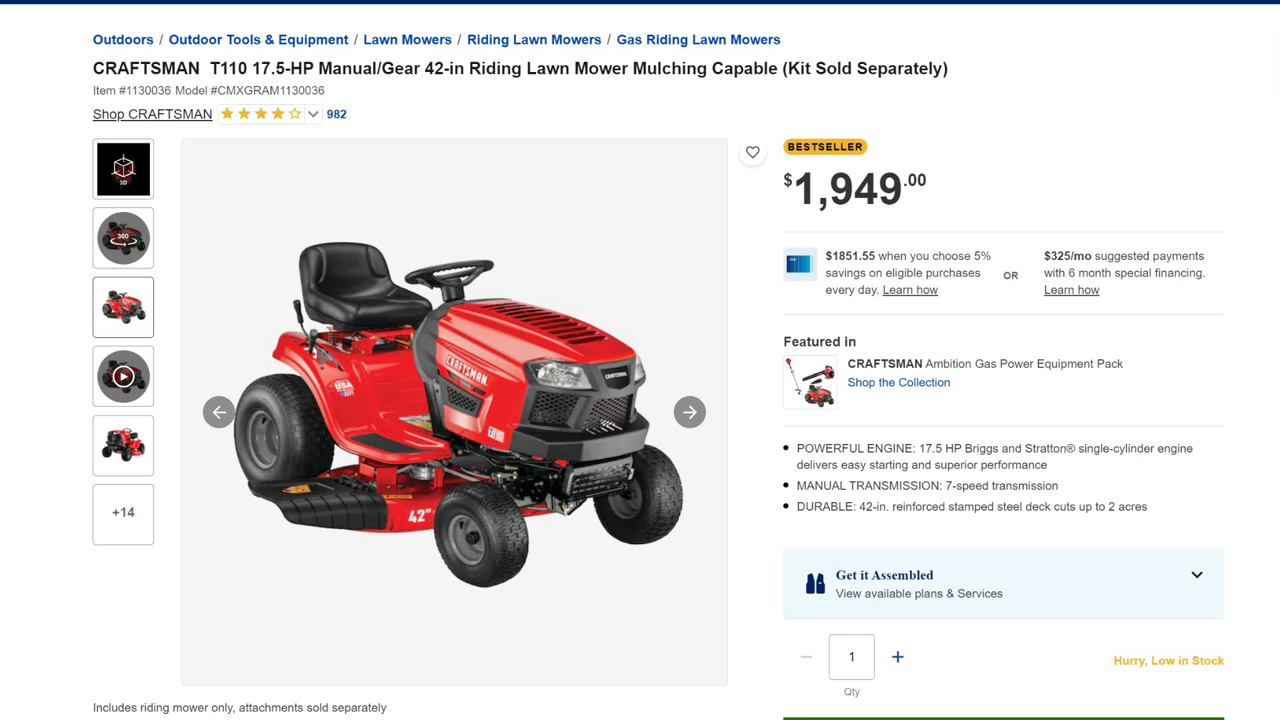 Outdoors / Outdoor Tools & Equipment / Lawn Mowers / Riding Lawn Mowers / Gas Riding Lawn Mowers
CRAFTSMAN T110 17.5-HP Manual/Gear 42-in Riding Lawn Mower Mulching Capable (Kit Sold Separately)
Item #1130036 Model #CMXGRAM1130036
Shop CRAFTSMAN 982
3D
360
+14
CRAFTSMAN
CRAFTSMAN
USA
T110
42"
Includes riding mower only, attachments sold separately
BESTSELLER
$1,949.00
$1851.55 when you choose 5%
savings on eligible purchases
every day. Learn how
OR
$325/mo suggested payments
with 6 month special financing.
Learn how
Featured in
CRAFTSMAN Ambition Gas Power Equipment Pack
Shop the Collection
POWERFUL ENGINE: 17.5 HP Briggs and Stratton® single-cylinder engine
delivers easy starting and superior performance
MANUAL TRANSMISSION: 7-speed transmission
DURABLE: 42-in. reinforced stamped steel deck cuts up to 2 acres
Get it Assembled
View available plans & Services
1
Qty
Hurry, Low in Stock